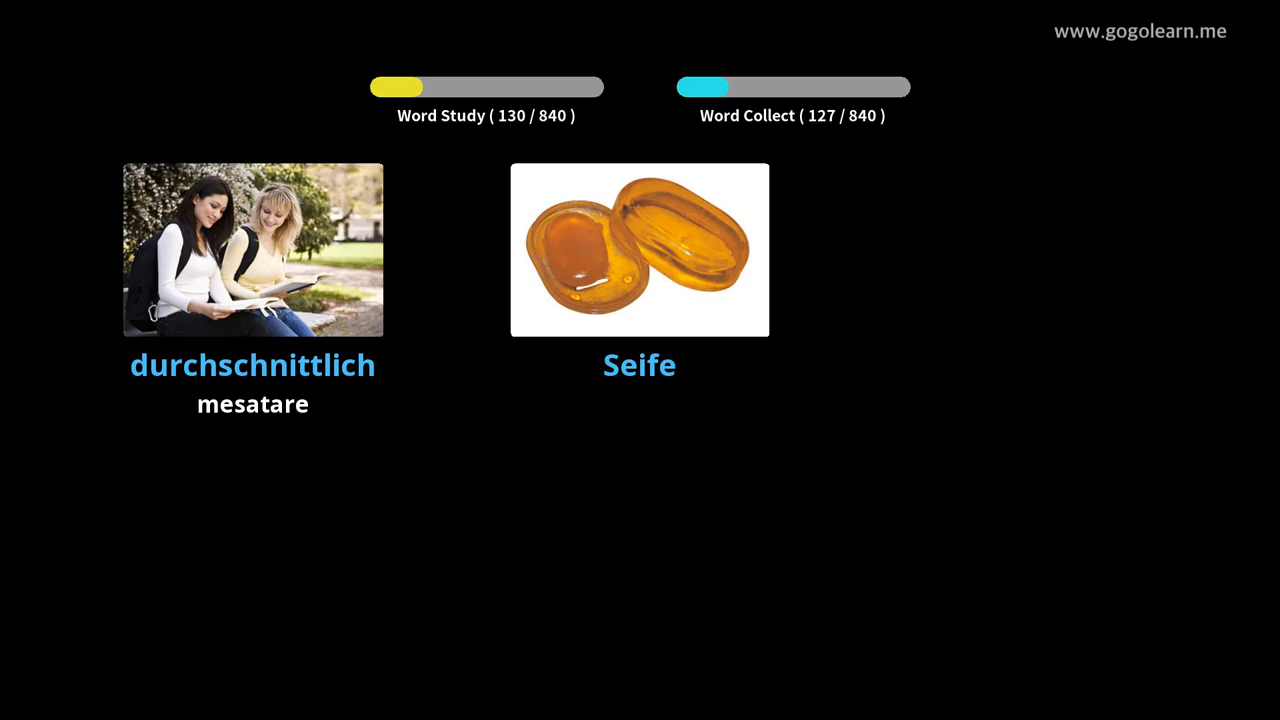 www.gogolearn.me
Word Study ( 130 / 840 )
Word Collect ( 127 / 840 )
durchschnittlich
mesatare
Seife